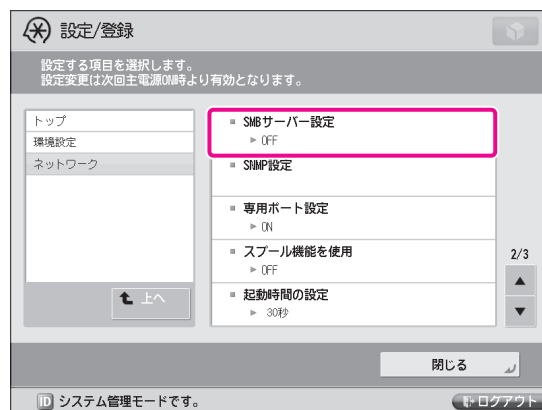 設定/登録
設定する項目を選択します。
設定変更は次回主電源ON時より有効となります。
トップ
環境設定
ネットワーク
上へ
SMBサーバー設定
OFF
SNMP設定
専用ポート設定
ON
スプール機能を使用
OFF
起動時間の設定
30秒
2/3
閉じる
ID システム管理モードです。
ログアウト